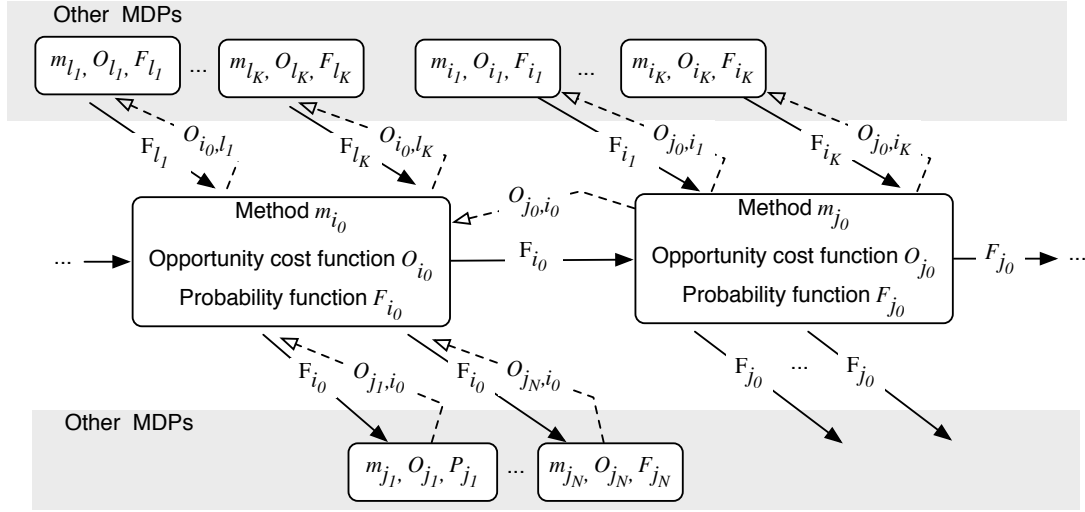 Other MDPs
m_{l_1}, O_{l_1}, F_{l_1}
...
m_{l_K}, O_{l_K}, F_{l_K}
m_{i_1}, O_{i_1}, F_{i_1}
...
m_{i_K}, O_{i_K}, F_{i_K}
F_{l_1}
O_{i_0,l_1}
F_{l_K}
O_{i_0,l_K}
F_{i_1}
O_{j_0,i_1}
F_{i_K}
O_{j_0,i_K}
...
Method m_{i_0}
Opportunity cost function O_{i_0}
Probability function F_{i_0}
O_{j_0,i_0}
F_{i_0}
Method m_{j_0}
Opportunity cost function O_{j_0}
Probability function F_{j_0}
F_{j_0}
...
F_{i_0}
O_{j_1,i_0}
F_{i_0}
O_{j_N,i_0}
F_{j_0}
...
F_{j_0}
Other MDPs
m_{j_1}, O_{j_1}, P_{j_1}
...
m_{j_N}, O_{j_N}, F_{j_N}